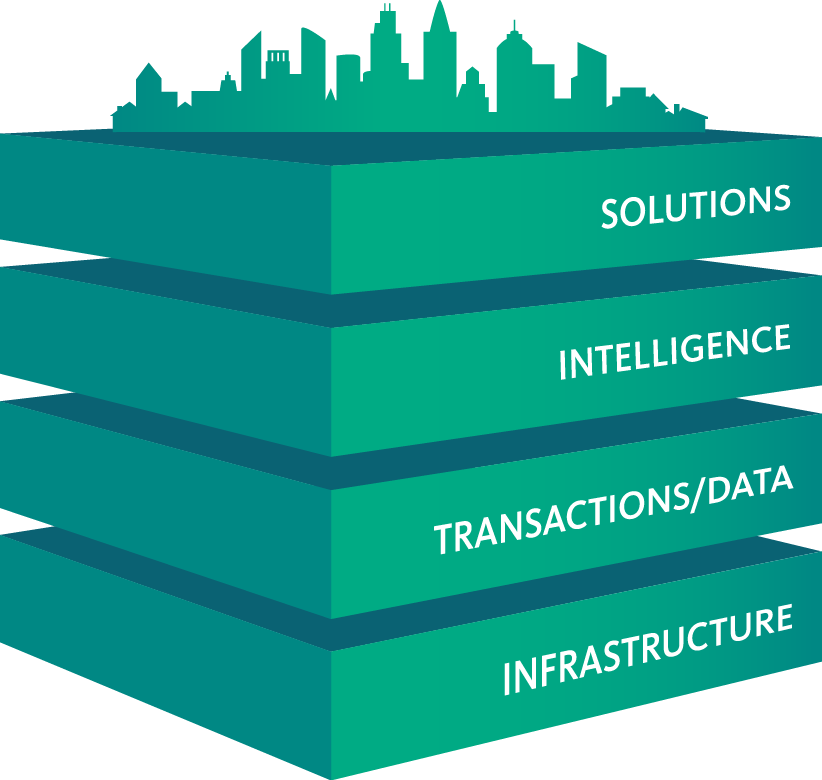 SOLUTIONS
INTELLIGENCE
TRANSACTIONS/DATA
INFRASTRUCTURE